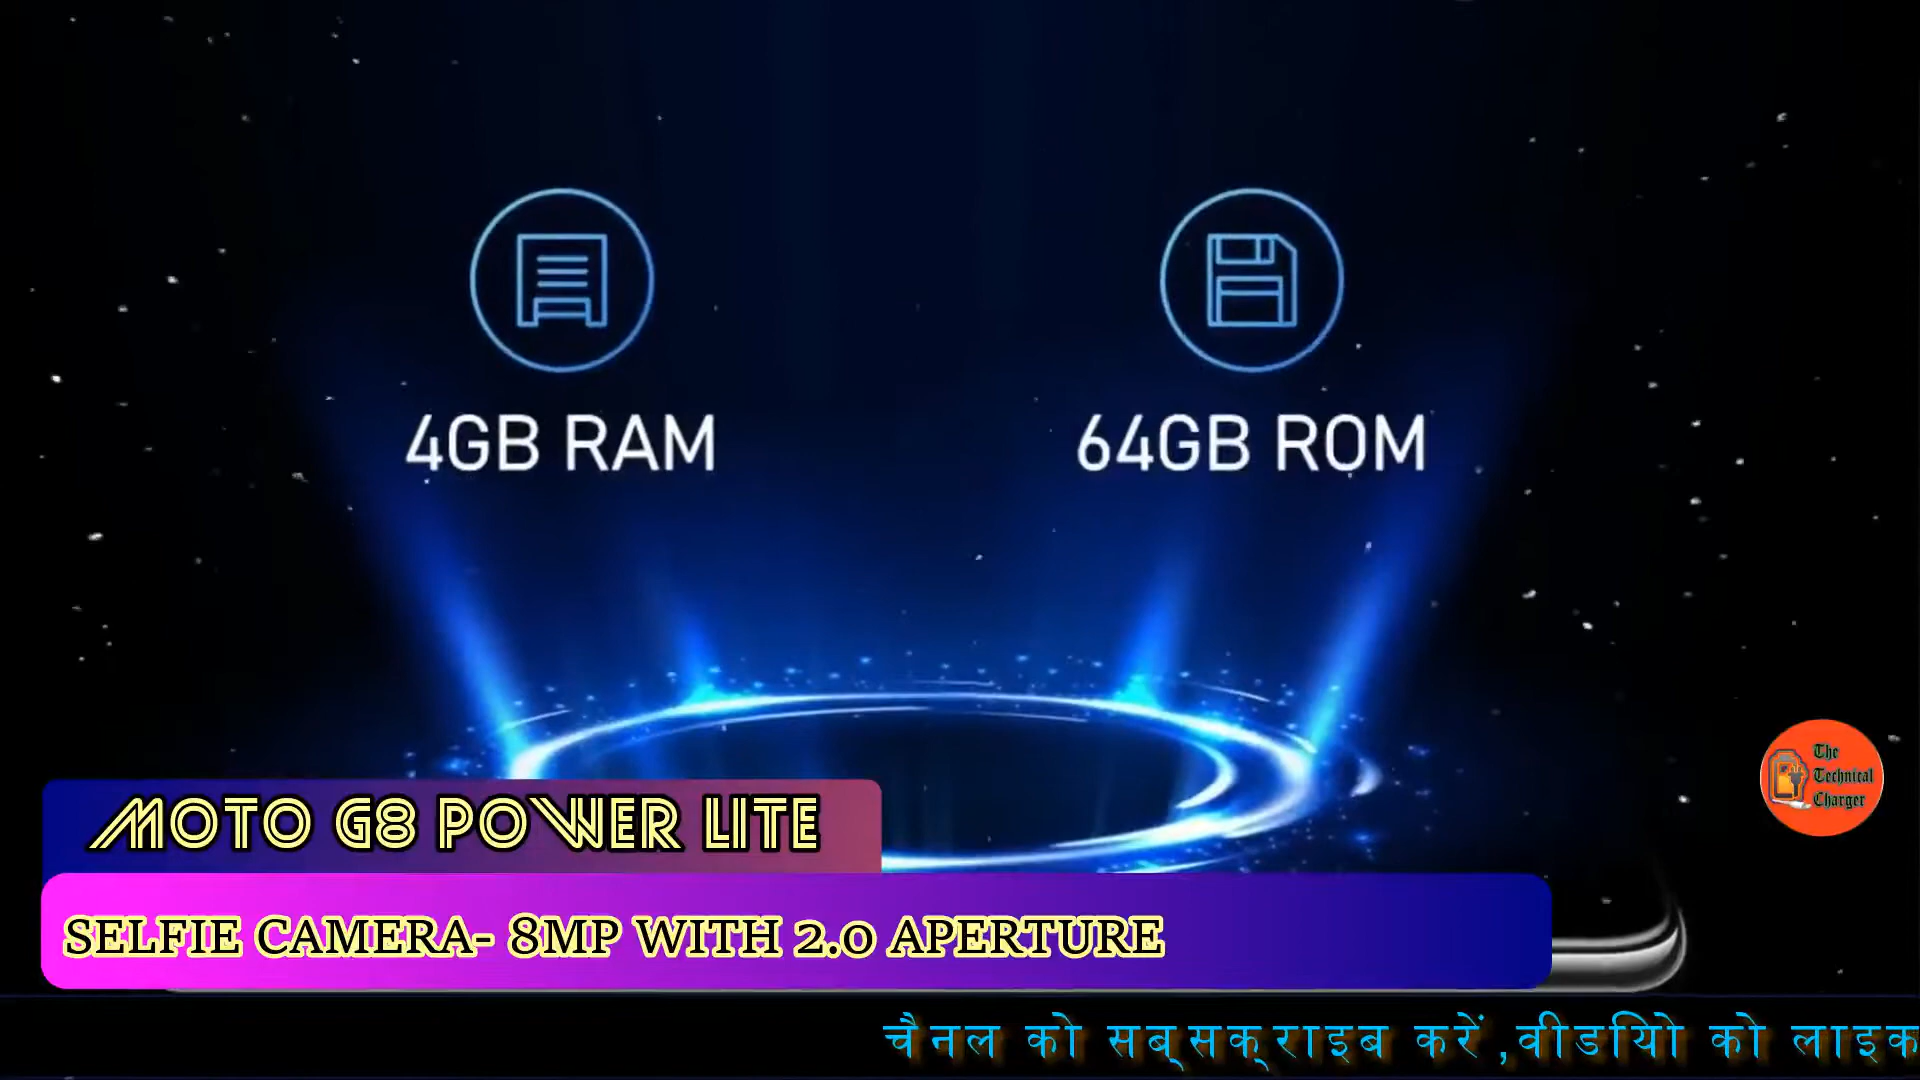 4GB RAM
64GB ROM
The
Technical
Charger
MOTO G8 POWER LITE
SELFIE CAMERA- 8MP WITH 2.0 APERTURE
चैनल को सब्सक्राइब करें,वीडियो को लाइक